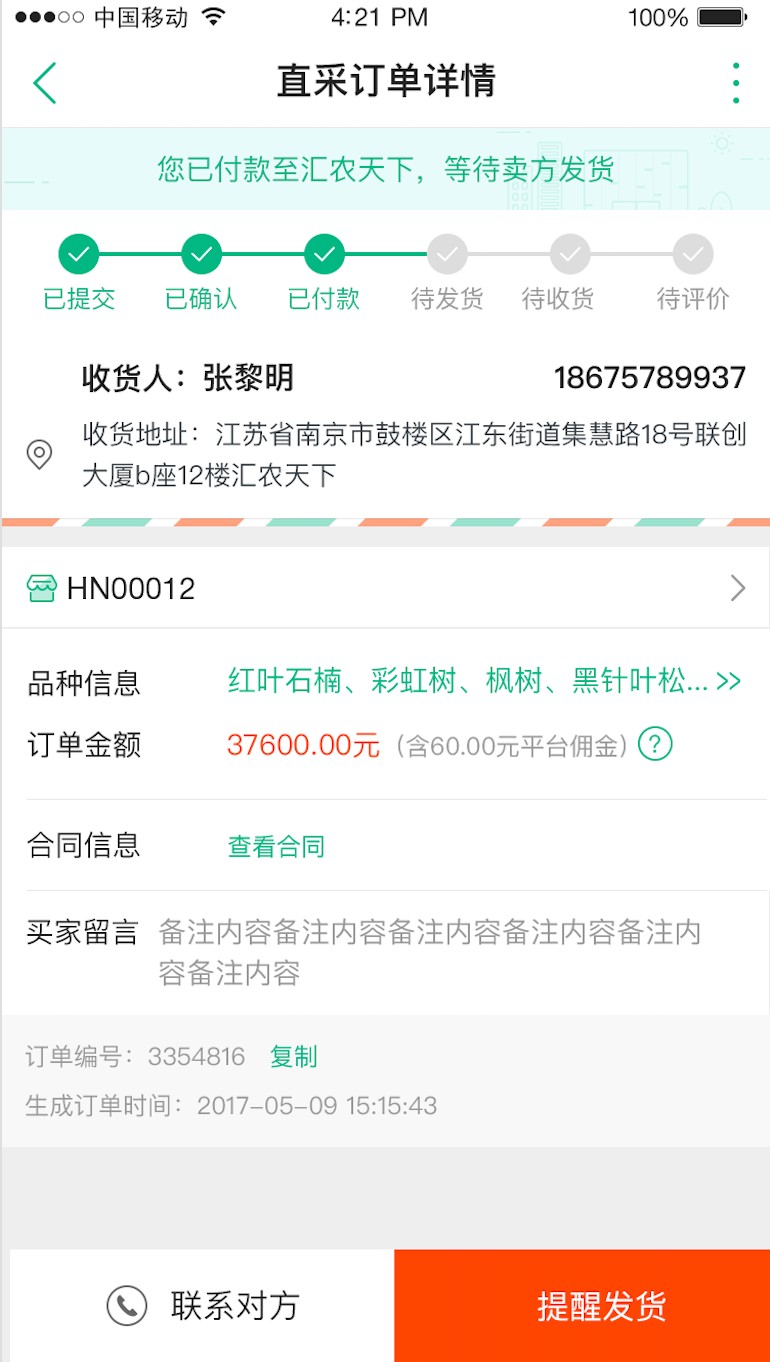 中国移动 4:21 PM 100%
直采订单详情
您已付款至汇农天下，等待卖方发货
已提交 已确认 已付款 待发货 待收货 待评价
收货人：张黎明 18675789937
收货地址：江苏省南京市鼓楼区江东街道集慧路18号联创
大厦b座12楼汇农天下
HN00012
品种信息 红叶石楠、彩虹树、枫树、黑针叶松... >>
订单金额 37600.00元（含60.00元平台佣金）?
合同信息 查看合同
买家留言 备注内容备注内容备注内容备注内容备注内
容备注内容
订单编号：3354816 复制
生成订单时间：2017-05-09 15:15:43
联系对方 提醒发货